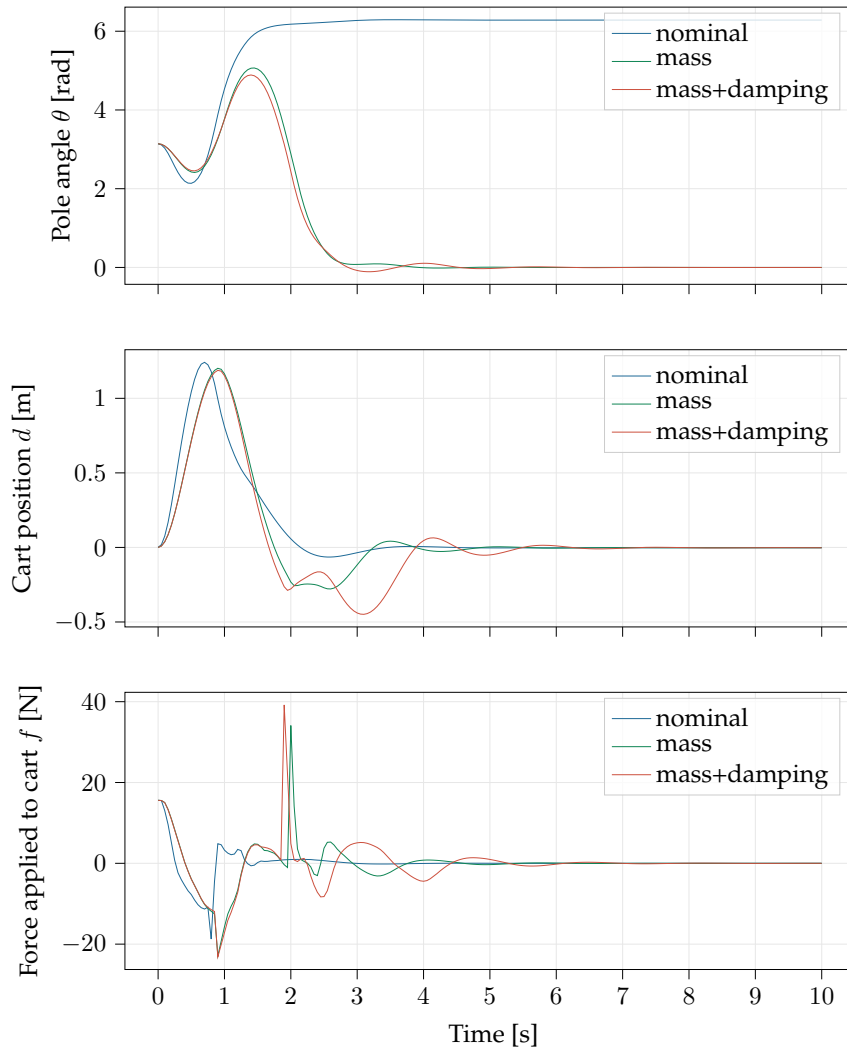 Pole angle θ [rad]
6
4
2
0
nominal
mass
mass+damping
Cart position d [m]
1
0.5
0
−0.5
nominal
mass
mass+damping
Force applied to cart f [N]
40
20
0
−20
nominal
mass
mass+damping
0 1 2 3 4 5 6 7 8 9 10
Time [s]